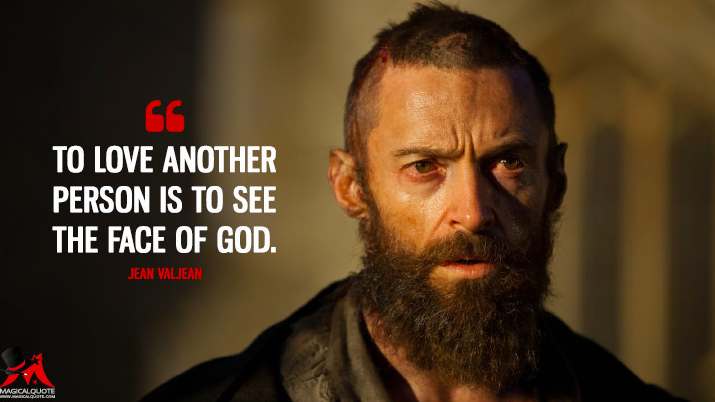 ❝
TO LOVE ANOTHER
PERSON IS TO SEE
THE FACE OF GOD.
JEAN VALJEAN
MAGICALQUOTE
WWW.MAGICALQUOTE.COM